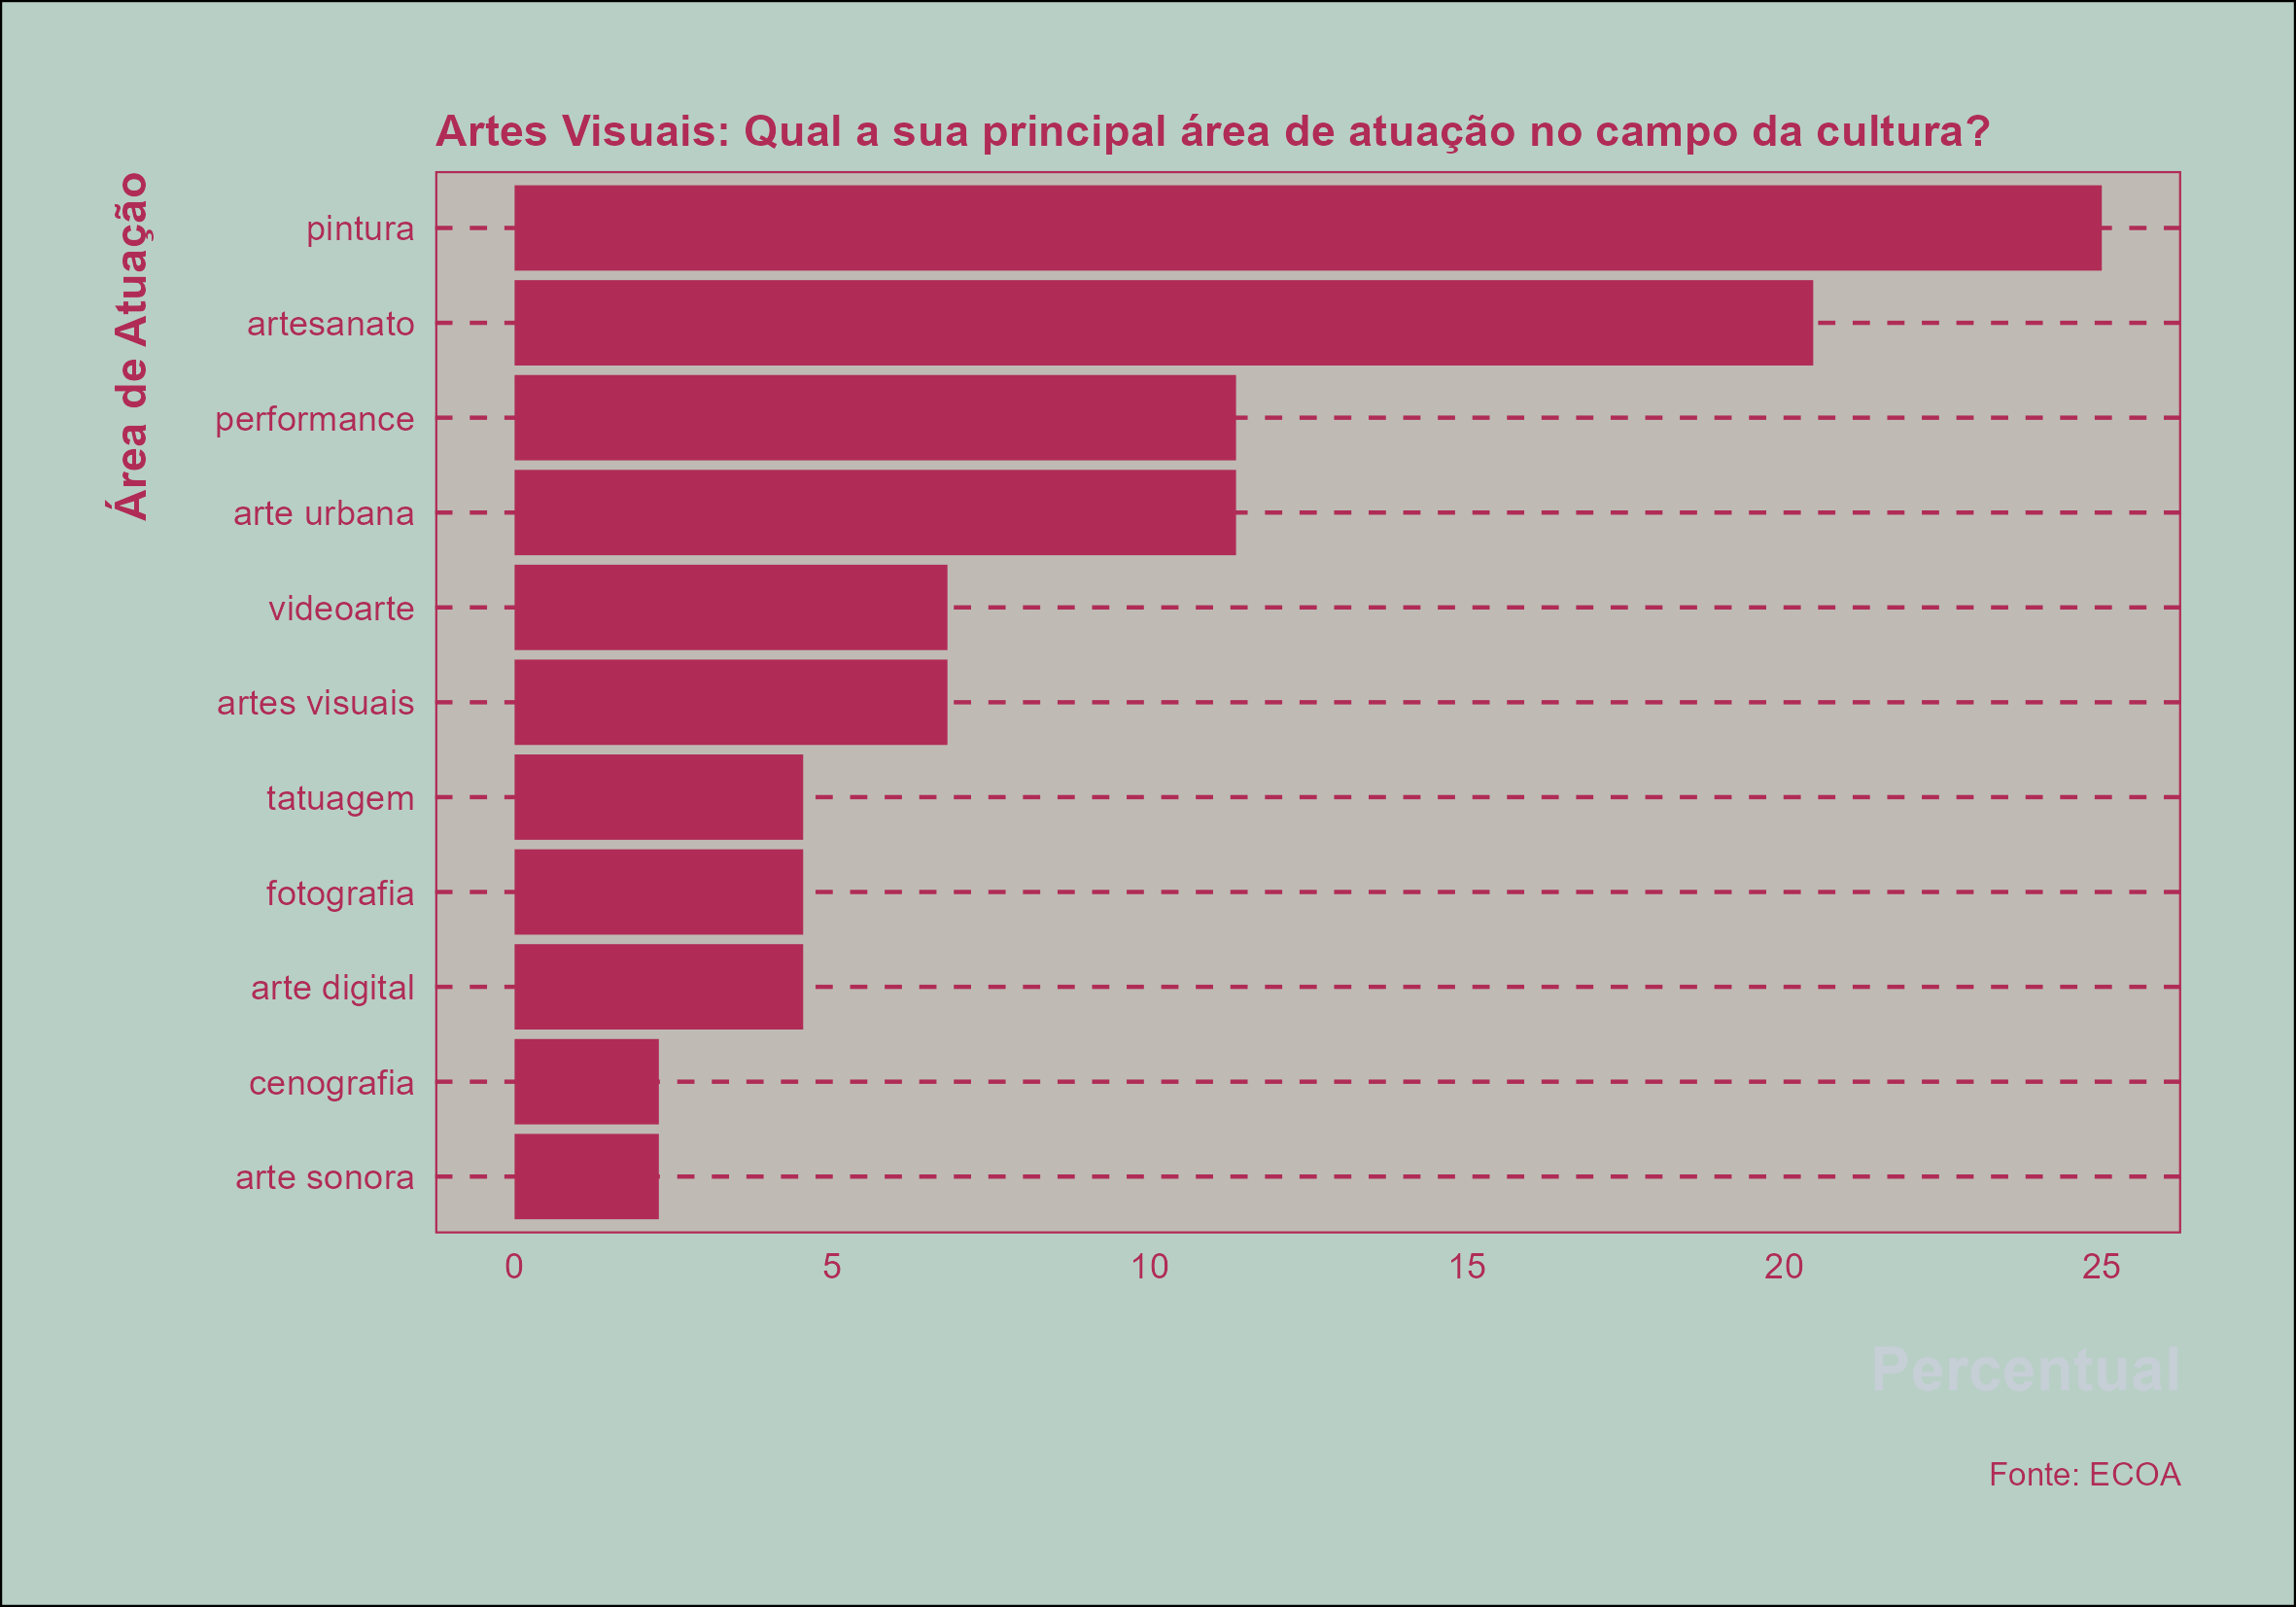 Artes Visuais: Qual a sua principal área de atuação no campo da cultura?
Área de Atuação
pintura
artesanato
performance
arte urbana
videoarte
artes visuais
tatuagem
fotografia
arte digital
cenografia
arte sonora
0 5 10 15 20 25
Percentual
Fonte: ECOA